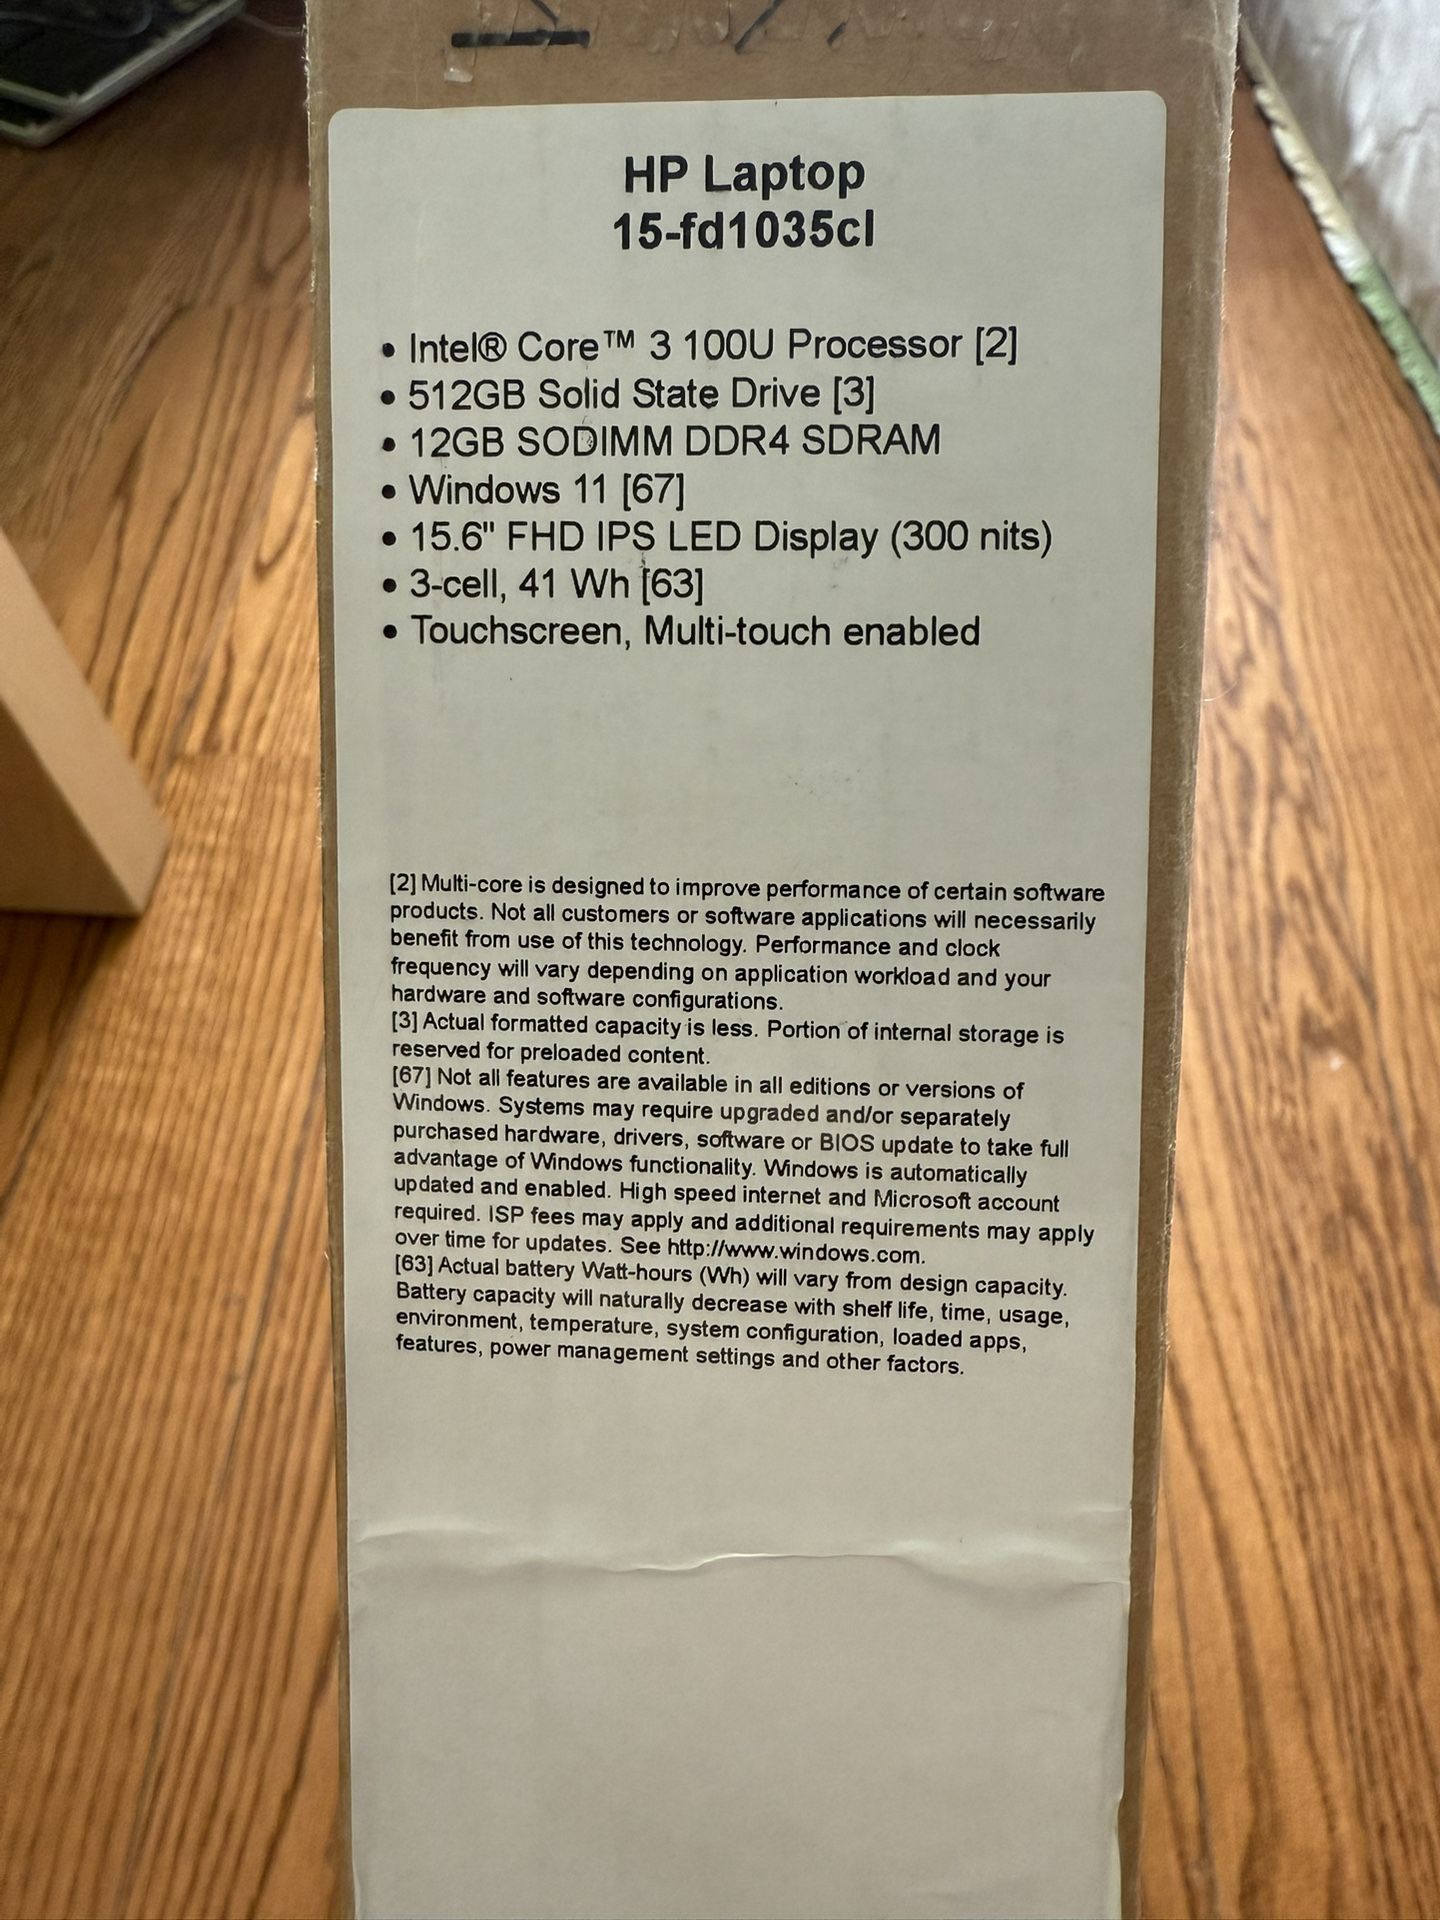 HP Laptop
15-fd1035cl
• Intel® Core™ 3 100U Processor [2]
• 512GB Solid State Drive [3]
• 12GB SODIMM DDR4 SDRAM
• Windows 11 [67]
• 15.6" FHD IPS LED Display (300 nits)
• 3-cell, 41 Wh [63]
• Touchscreen, Multi-touch enabled
[2] Multi-core is designed to improve performance of certain software
products. Not all customers or software applications will necessarily
benefit from use of this technology. Performance and clock
frequency will vary depending on application workload and your
hardware and software configurations.
[3] Actual formatted capacity is less. Portion of internal storage is
reserved for preloaded content.
[67] Not all features are available in all editions or versions of
Windows. Systems may require upgraded and/or separately
purchased hardware, drivers, software or BIOS update to take full
advantage of Windows functionality. Windows is automatically
updated and enabled. High speed internet and Microsoft account
required. ISP fees may apply and additional requirements may apply
over time for updates. See http://www.windows.com.
[63] Actual battery Watt-hours (Wh) will vary from design capacity.
Battery capacity will naturally decrease with shelf life, time, usage,
environment, temperature, system configuration, loaded apps,
features, power management settings and other factors.